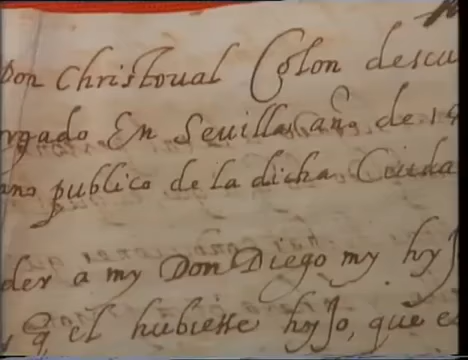 Don Christoual Colon descu
rgado En Seuilla año de 14
ano publico de la dicha Ciuda
der a my Don Diego my hyj
q el hubiesse hyjo, que e